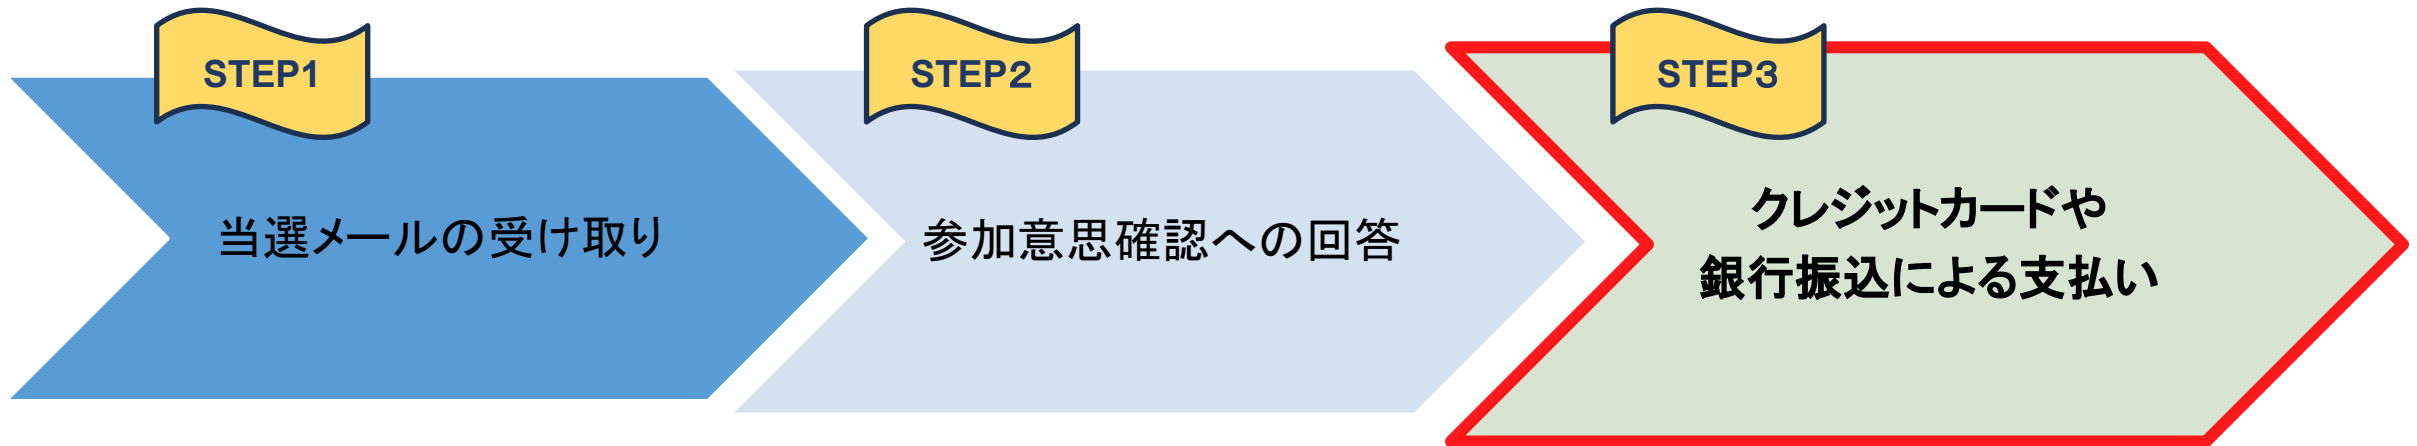 STEP1
当選メールの受け取り
STEP2
参加意思確認への回答
STEP3
クレジットカードや
銀行振込による支払い